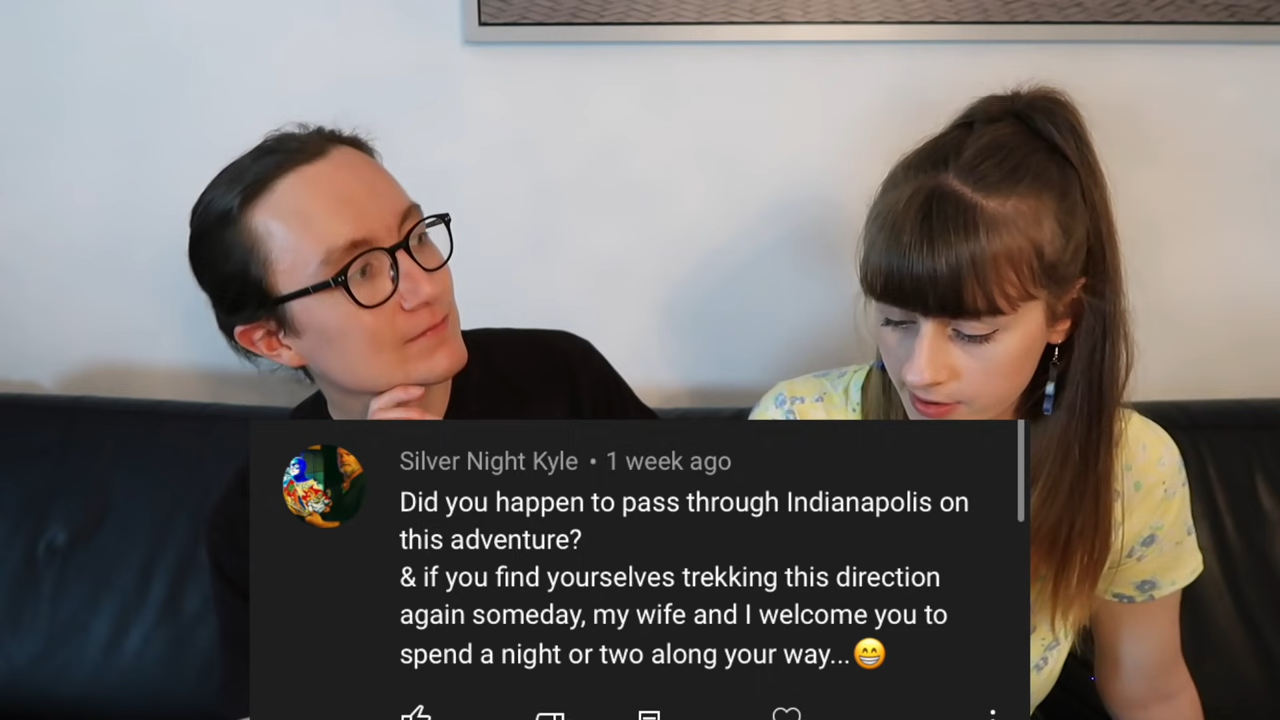 Silver Night Kyle • 1 week ago
Did you happen to pass through Indianapolis on
this adventure?
& if you find yourselves trekking this direction
again someday, my wife and I welcome you to
spend a night or two along your way...😁